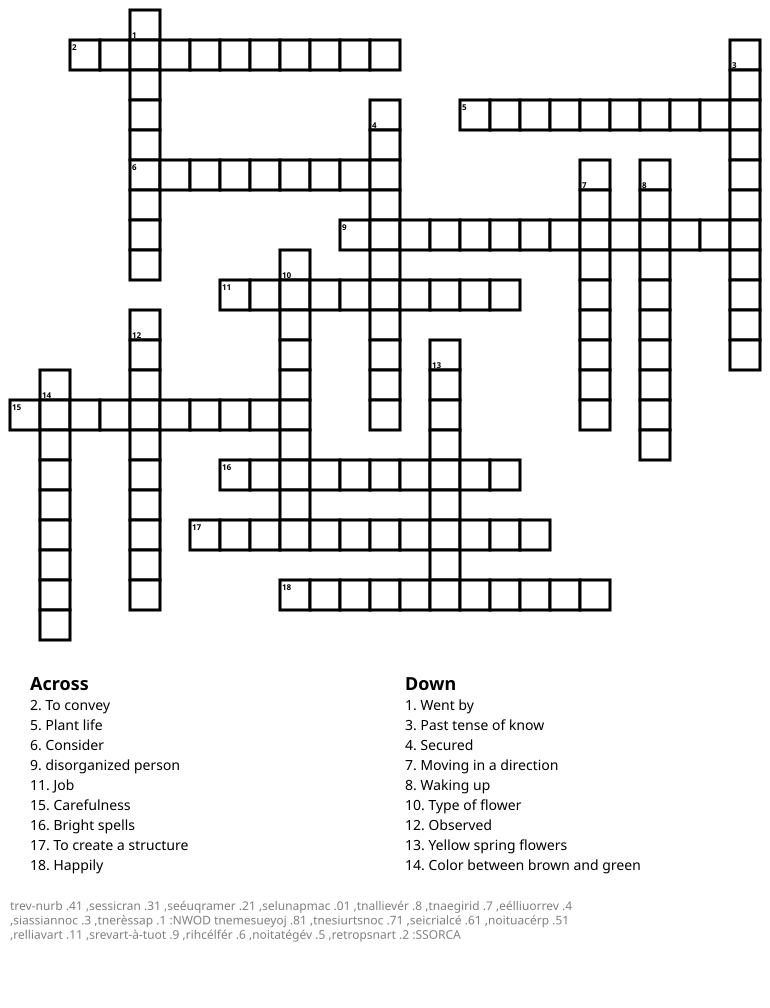 1
2
3
4
5
6
7
8
9
10
11
12
13
14
15
16
17
18
Across
2. To convey
5. Plant life
6. Consider
9. disorganized person
11. Job
15. Carefulness
16. Bright spells
17. To create a structure
18. Happily
Down
1. Went by
3. Past tense of know
4. Secured
7. Moving in a direction
8. Waking up
10. Type of flower
12. Observed
13. Yellow spring flowers
14. Color between brown and green
trev-nurb .41 ,sessicran .31 ,seéuqramer .21 ,selunapmac .01 ,tnallievér .8 ,tnaegirid .7 ,eélliuorrev .4
,siassiannoc .3 ,tnerèssap .1 :NWOD tnemesueyoj .81 ,tnesiurtsnoc .71 ,seicrialcé .61 ,noituacérp .51
,relliavart .11 ,srevart-à-tuot .9 ,rihcélfér .6 ,noitatégév .5 ,retropsnart .2 :SSORCA